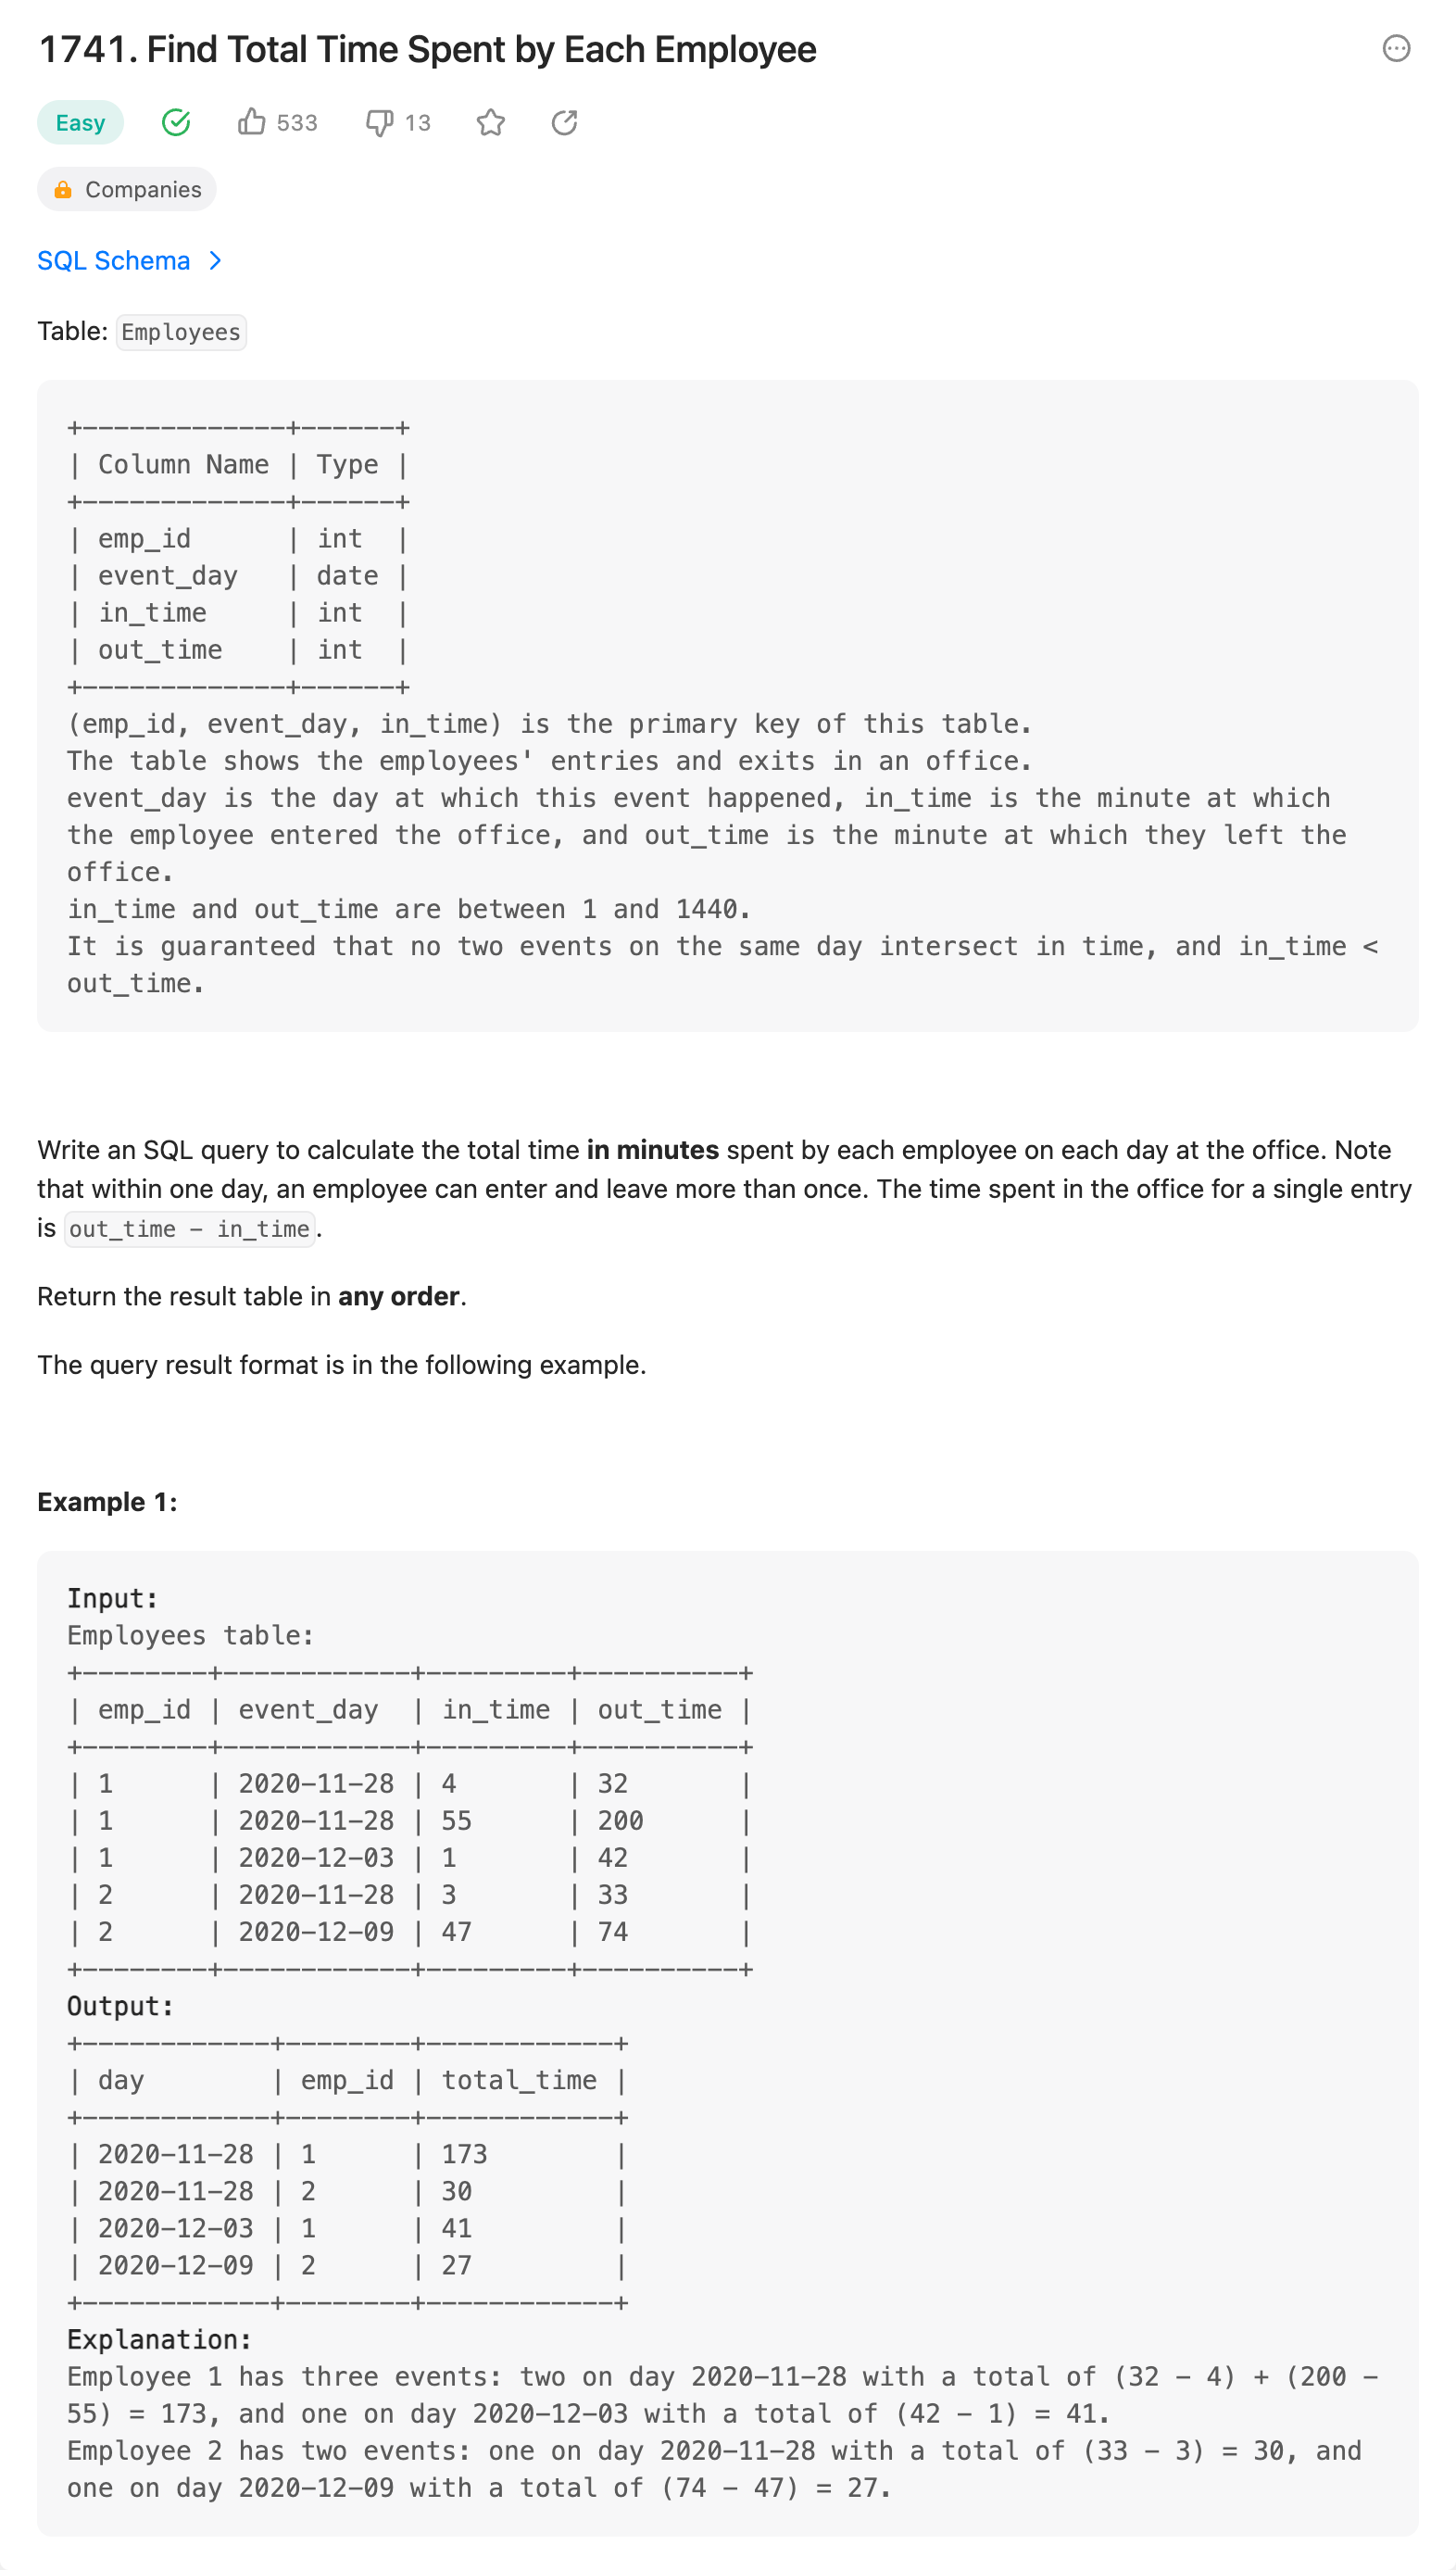 1741. Find Total Time Spent by Each Employee
Easy 533 13
Companies
SQL Schema
Table: Employees
+-------------+------+
| Column Name | Type |
+-------------+------+
| emp_id      | int  |
| event_day   | date |
| in_time     | int  |
| out_time    | int  |
+-------------+------+
(emp_id, event_day, in_time) is the primary key of this table.
The table shows the employees' entries and exits in an office.
event_day is the day at which this event happened, in_time is the minute at which
the employee entered the office, and out_time is the minute at which they left the
office.
in_time and out_time are between 1 and 1440.
It is guaranteed that no two events on the same day intersect in time, and in_time <
out_time.
Write an SQL query to calculate the total time in minutes spent by each employee on each day at the office. Note
that within one day, an employee can enter and leave more than once. The time spent in the office for a single entry
is out_time - in_time.
Return the result table in any order.
The query result format is in the following example.
Example 1:
Input:
Employees table:
+--------+------------+---------+----------+
| emp_id | event_day  | in_time | out_time |
+--------+------------+---------+----------+
| 1      | 2020-11-28 | 4       | 32       |
| 1      | 2020-11-28 | 55      | 200      |
| 1      | 2020-12-03 | 1       | 42       |
| 2      | 2020-11-28 | 3       | 33       |
| 2      | 2020-12-09 | 47      | 74       |
+--------+------------+---------+----------+
Output:
+------------+--------+------------+
| day        | emp_id | total_time |
+------------+--------+------------+
| 2020-11-28 | 1      | 173        |
| 2020-11-28 | 2      | 30         |
| 2020-12-03 | 1      | 41         |
| 2020-12-09 | 2      | 27         |
+------------+--------+------------+
Explanation:
Employee 1 has three events: two on day 2020-11-28 with a total of (32 - 4) + (200 -
55) = 173, and one on day 2020-12-03 with a total of (42 - 1) = 41.
Employee 2 has two events: one on day 2020-11-28 with a total of (33 - 3) = 30, and
one on day 2020-12-09 with a total of (74 - 47) = 27.